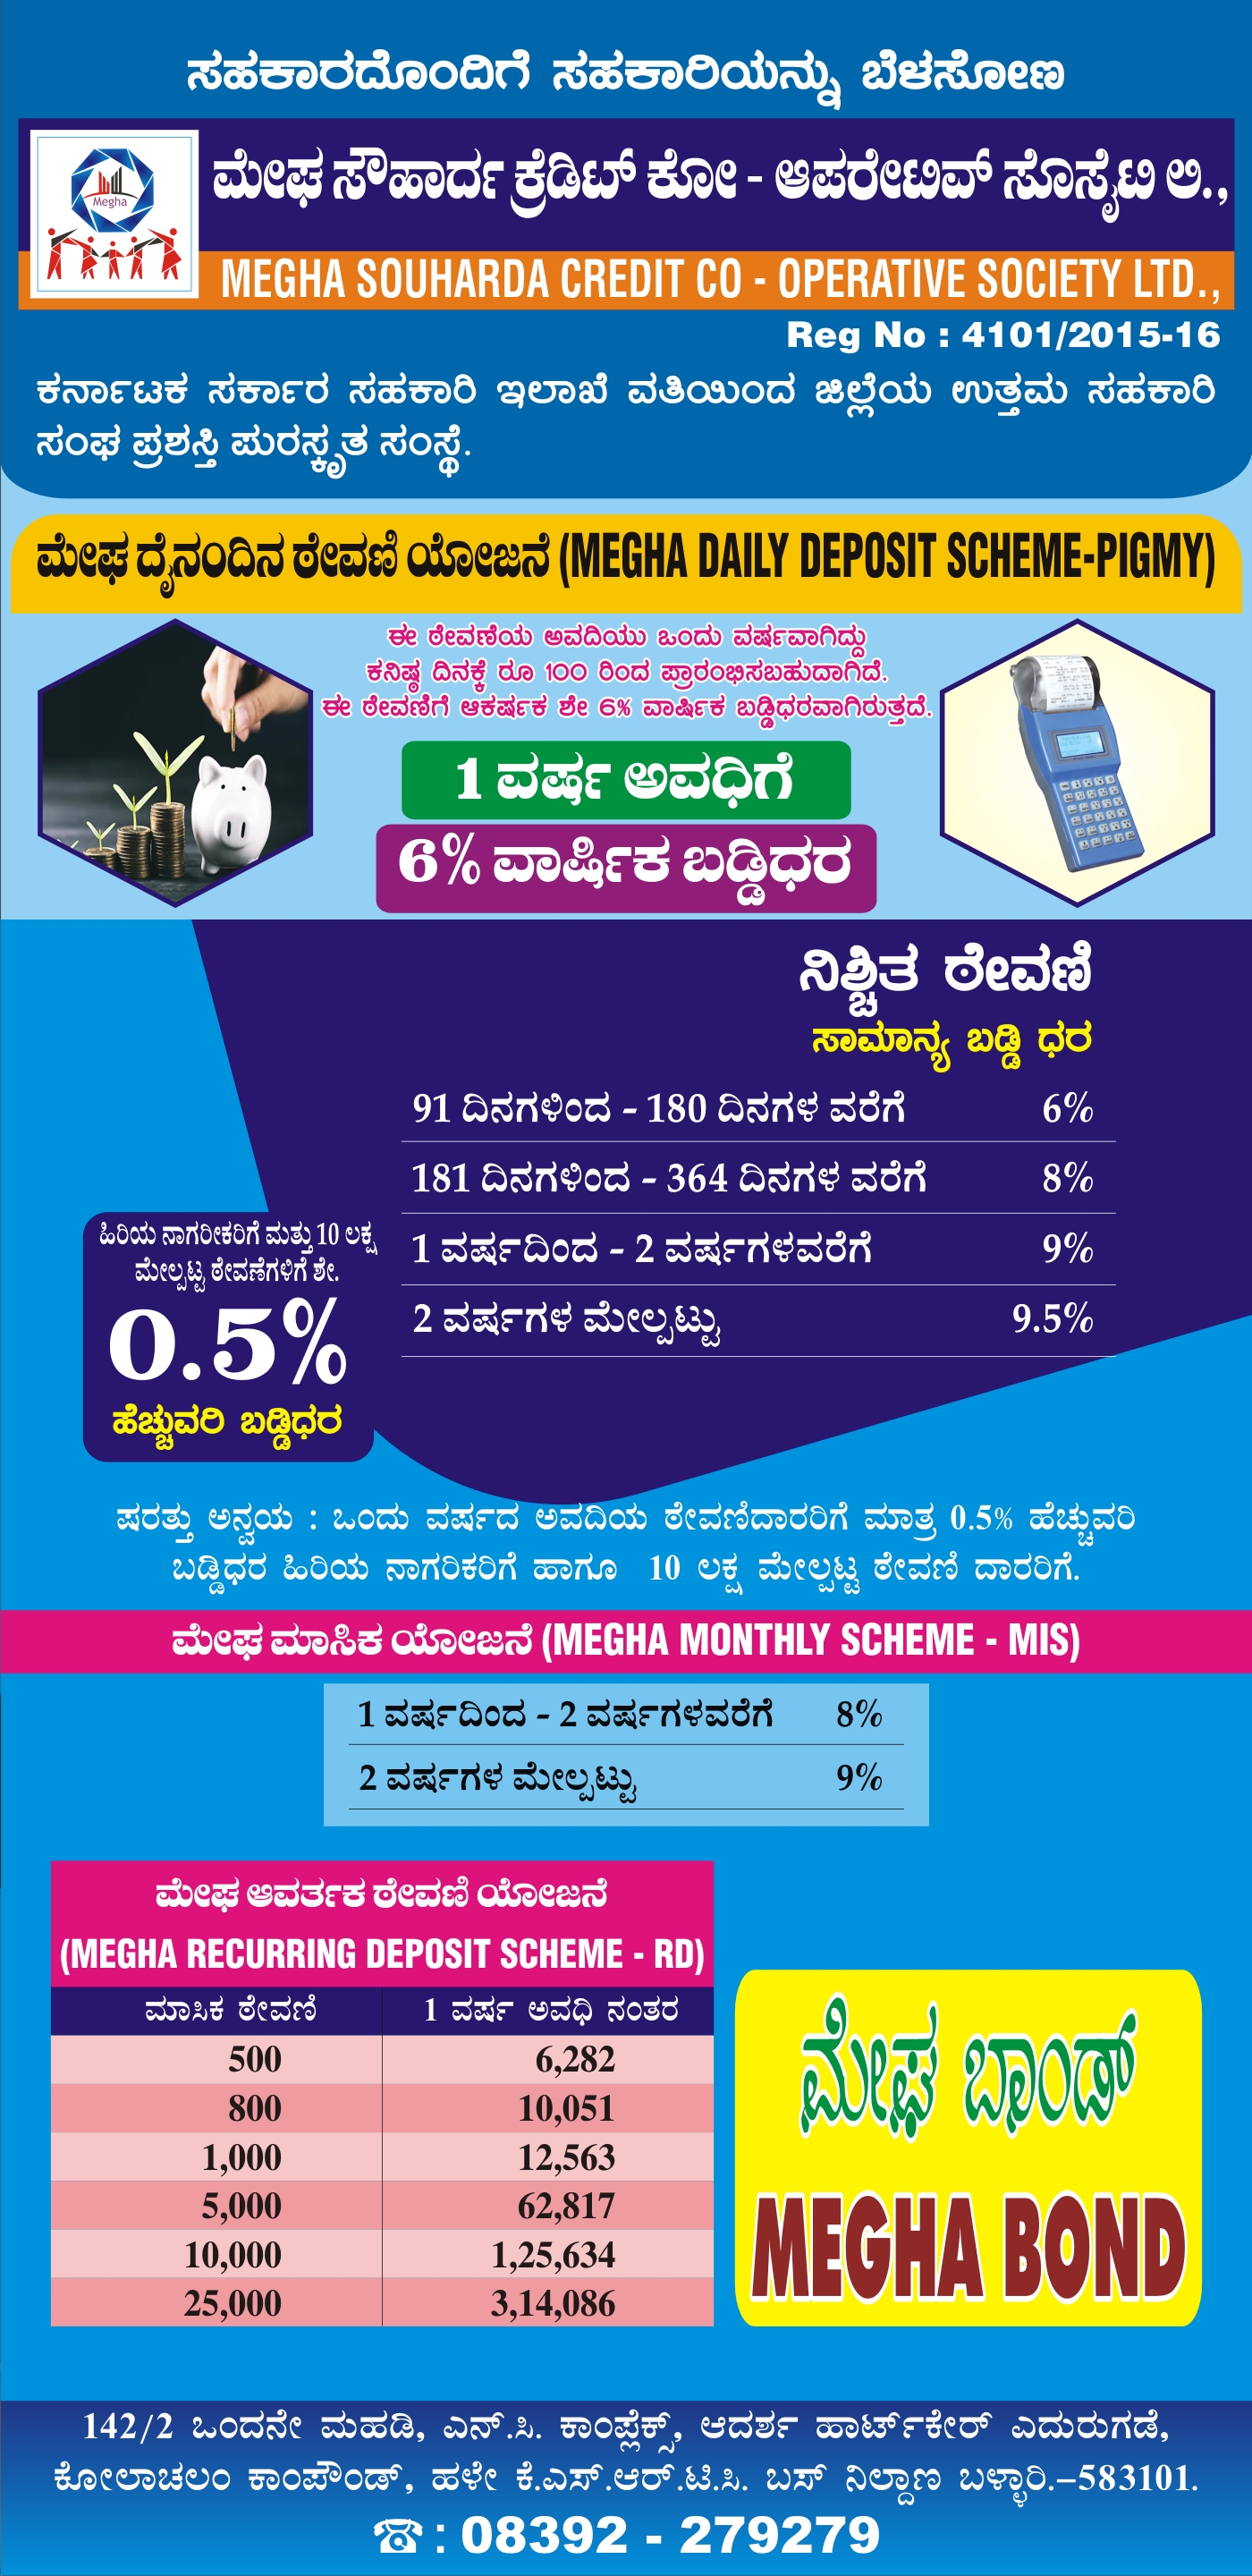 ಸಹಕಾರದೊಂದಿಗೆ ಸಹಕಾರಿಯನ್ನು ಬೆಳಸೋಣ
Megha
ಮೇಘ ಸೌಹಾರ್ದ ಕ್ರೆಡಿಟ್ ಕೋ - ಆಪರೇಟಿವ್ ಸೊಸೈಟಿ ಲಿ.,
MEGHA SOUHARDA CREDIT CO - OPERATIVE SOCIETY LTD.,
Reg No : 4101/2015-16
ಕರ್ನಾಟಕ ಸರ್ಕಾರ ಸಹಕಾರಿ ಇಲಾಖೆ ವತಿಯಿಂದ ಜಿಲ್ಲೆಯ ಉತ್ತಮ ಸಹಕಾರಿ
ಸಂಘ ಪ್ರಶಸ್ತಿ ಪುರಸ್ಕೃತ ಸಂಸ್ಥೆ.
ಮೇಘ ದೈನಂದಿನ ಠೇವಣಿ ಯೋಜನೆ (MEGHA DAILY DEPOSIT SCHEME-PIGMY)
ಈ ಠೇವಣೆಯ ಅವದಿಯು ಒಂದು ವರ್ಷವಾಗಿದ್ದು
ಕನಿಷ್ಠ ದಿನಕ್ಕೆ ರೂ 100 ರಿಂದ ಪ್ರಾರಂಭಿಸಬಹುದಾಗಿದೆ.
ಈ ಠೇವಣಿಗೆ ಆಕರ್ಷಕ ಶೇ 6% ವಾರ್ಷಿಕ ಬಡ್ಡಿಧರವಾಗಿರುತ್ತದೆ.
1 ವರ್ಷ ಅವಧಿಗೆ
6% ವಾರ್ಷಿಕ ಬಡ್ಡಿಧರ
ನಿಶ್ಚಿತ ಠೇವಣಿ
ಸಾಮಾನ್ಯ ಬಡ್ಡಿ ಧರ
91 ದಿನಗಳಿಂದ - 180 ದಿನಗಳ ವರೆಗೆ 6%
181 ದಿನಗಳಿಂದ - 364 ದಿನಗಳ ವರೆಗೆ 8%
1 ವರ್ಷದಿಂದ - 2 ವರ್ಷಗಳವರೆಗೆ 9%
2 ವರ್ಷಗಳ ಮೇಲ್ಪಟ್ಟು 9.5%
ಹಿರಿಯ ನಾಗರೀಕರಿಗೆ ಮತ್ತು 10 ಲಕ್ಷ
ಮೇಲ್ಪಟ್ಟ ಠೇವಣೆಗಳಿಗೆ ಶೇ.
0.5%
ಹೆಚ್ಚುವರಿ ಬಡ್ಡಿಧರ
ಷರತ್ತು ಅನ್ವಯ : ಒಂದು ವರ್ಷದ ಅವದಿಯ ಠೇವಣಿದಾರರಿಗೆ ಮಾತ್ರ 0.5% ಹೆಚ್ಚುವರಿ
ಬಡ್ಡಿಧರ ಹಿರಿಯ ನಾಗರಿಕರಿಗೆ ಹಾಗೂ 10 ಲಕ್ಷ ಮೇಲ್ಪಟ್ಟ ಠೇವಣಿ ದಾರರಿಗೆ.
ಮೇಘ ಮಾಸಿಕ ಯೋಜನೆ (MEGHA MONTHLY SCHEME - MIS)
1 ವರ್ಷದಿಂದ - 2 ವರ್ಷಗಳವರೆಗೆ 8%
2 ವರ್ಷಗಳ ಮೇಲ್ಪಟ್ಟು 9%
ಮೇಘ ಆವರ್ತಕ ಠೇವಣಿ ಯೋಜನೆ
(MEGHA RECURRING DEPOSIT SCHEME - RD)
ಮಾಸಿಕ ಠೇವಣಿ 1 ವರ್ಷ ಅವಧಿ ನಂತರ
500 6,282
800 10,051
1,000 12,563
5,000 62,817
10,000 1,25,634
25,000 3,14,086
ಮೇಘ ಬಾಂಡ್
MEGHA BOND
142/2 ಒಂದನೇ ಮಹಡಿ, ಎನ್.ಸಿ. ಕಾಂಪ್ಲೆಕ್ಸ್, ಆದರ್ಶ ಹಾರ್ಟ್‌ಕೇರ್ ಎದುರುಗಡೆ,
ಕೋಲಾಚಲಂ ಕಾಂಪೌಂಡ್, ಹಳೇ ಕೆ.ಎಸ್.ಆರ್.ಟಿ.ಸಿ. ಬಸ್ ನಿಲ್ದಾಣ ಬಳ್ಳಾರಿ.-583101.
☎ : 08392 - 279279